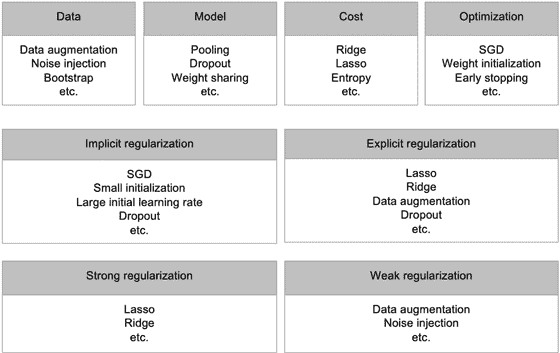 Data
Data augmentation
Noise injection
Bootstrap
etc.
Model
Pooling
Dropout
Weight sharing
etc.
Cost
Ridge
Lasso
Entropy
etc.
Optimization
SGD
Weight initialization
Early stopping
etc.
Implicit regularization
SGD
Small initialization
Large initial learning rate
Dropout
etc.
Explicit regularization
Lasso
Ridge
Data augmentation
Dropout
etc.
Strong regularization
Lasso
Ridge
etc.
Weak regularization
Data augmentation
Noise injection
etc.